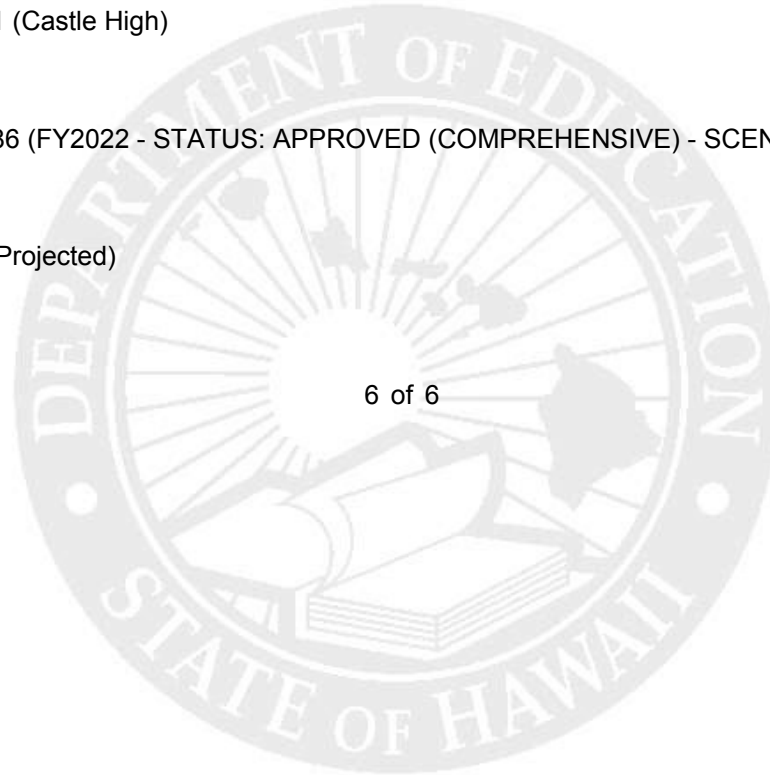 (Castle High)
36 (FY2022 - STATUS: APPROVED (COMPREHENSIVE) - SCEN
Projected)
6 of 6
DEPARTMENT OF EDUCATION
STATE OF HAWAII